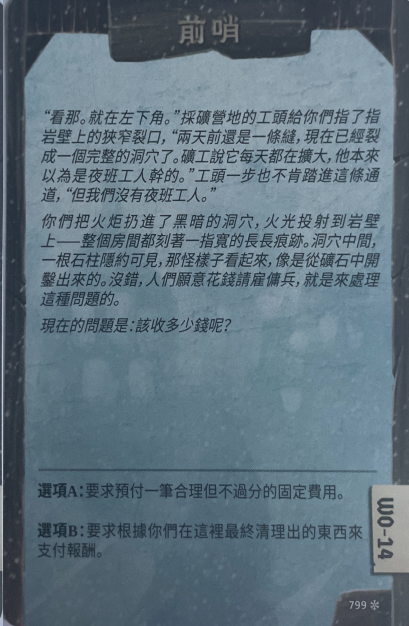 前哨
“看那。就在左下角。”採礦營地的工頭給你們指了指
岩壁上的狹窄裂口，“兩天前還是一條縫，現在已經裂
成一個完整的洞穴了。礦工說它每天都在擴大，他本來
以為是夜班工人幹的。”工頭一步也不肯踏進這條通
道，“但我們沒有夜班工人。”
你們把火炬扔進了黑暗的洞穴，火光投射到岩壁
上——整個房間都刻著一指寬的長長痕跡。洞穴中間，
一根石柱隱約可見，那怪樣子看起來，像是從礦石中開
鑿出來的。沒錯，人們願意花錢請雇傭兵，就是來處理
這種問題的。
現在的問題是：該收多少錢呢？
選項A：要求預付一筆合理但不過分的固定費用。
選項B：要求根據你們在這裡最終清理出的東西來
支付報酬。
WO-14
799